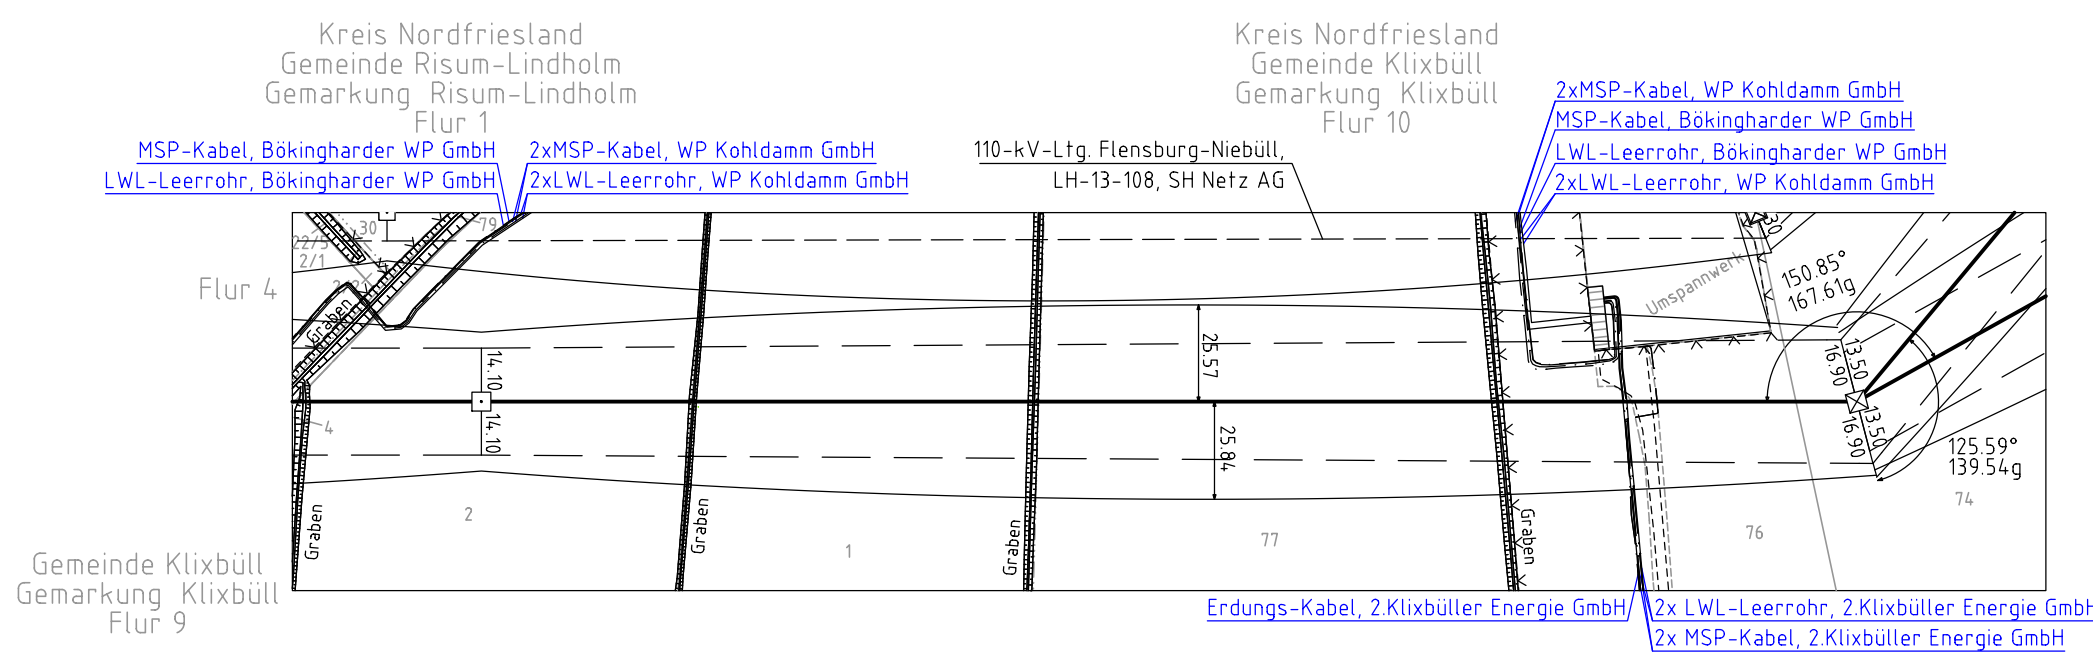 Kreis Nordfriesland
Gemeinde Risum-Lindholm
Gemarkung Risum-Lindholm
Flur 1
Kreis Nordfriesland
Gemeinde Klixbüll
Gemarkung Klixbüll
Flur 10
MSP-Kabel, Bökingharder WP GmbH
LWL-Leerrohr, Bökingharder WP GmbH
2xMSP-Kabel, WP Kohldamm GmbH
2xLWL-Leerrohr, WP Kohldamm GmbH
110-kV-Ltg. Flensburg-Niebüll,
LH-13-108, SH Netz AG
2xMSP-Kabel, WP Kohldamm GmbH
MSP-Kabel, Bökingharder WP GmbH
LWL-Leerrohr, Bökingharder WP GmbH
2xLWL-Leerrohr, WP Kohldamm GmbH
30
79
22/5
2/1
Flur 4
Graben
30
Umspannwerk
150.85°
167.61g
14.10
14.10
25.57
25.84
13.50
16.90
13.50
16.90
125.59°
139.54g
4
2
1
77
76
74
Graben
Graben
Graben
Graben
Gemeinde Klixbüll
Gemarkung Klixbüll
Flur 9
Erdungs-Kabel, 2.Klixbüller Energie GmbH
2x LWL-Leerrohr, 2.Klixbüller Energie GmbH
2x MSP-Kabel, 2.Klixbüller Energie GmbH